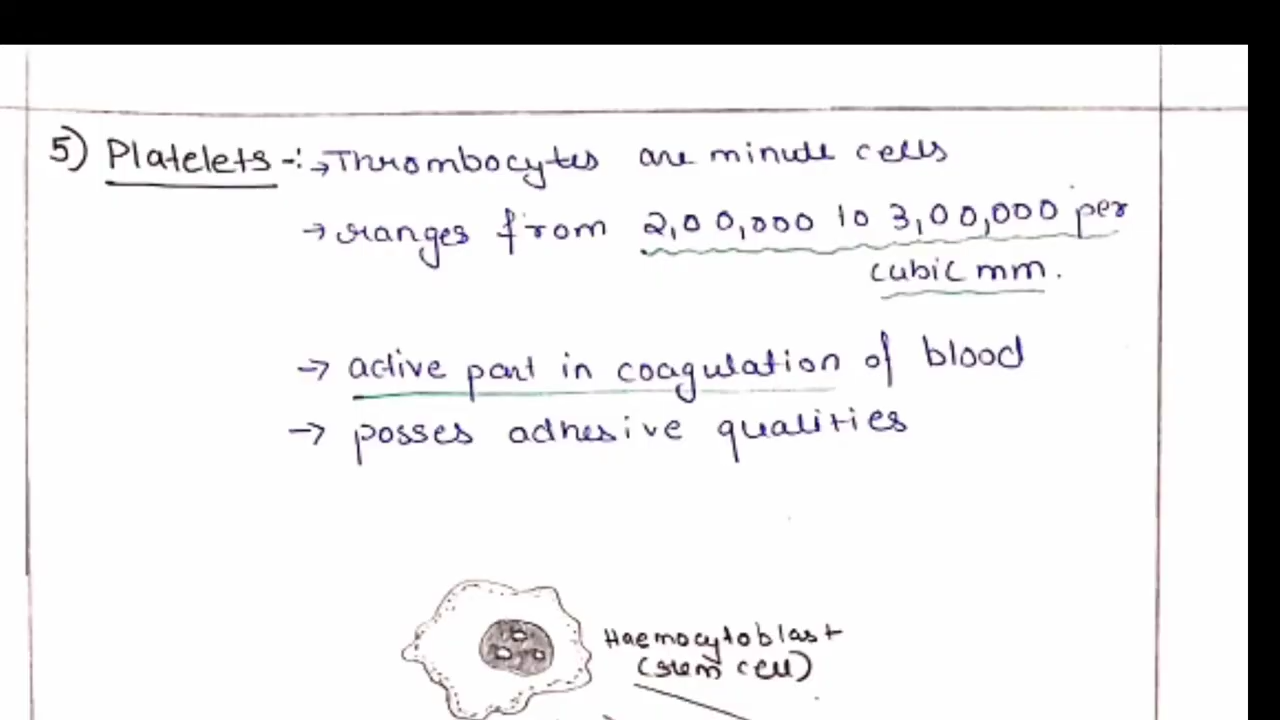 5) Platelets -: → Thrombocytes are minute cells
→ ranges from 2,00,000 to 3,00,000 per
cubic mm.
→ active part in coagulation of blood
→ posses adhesive qualities
Haemocytoblast
(stem cell)